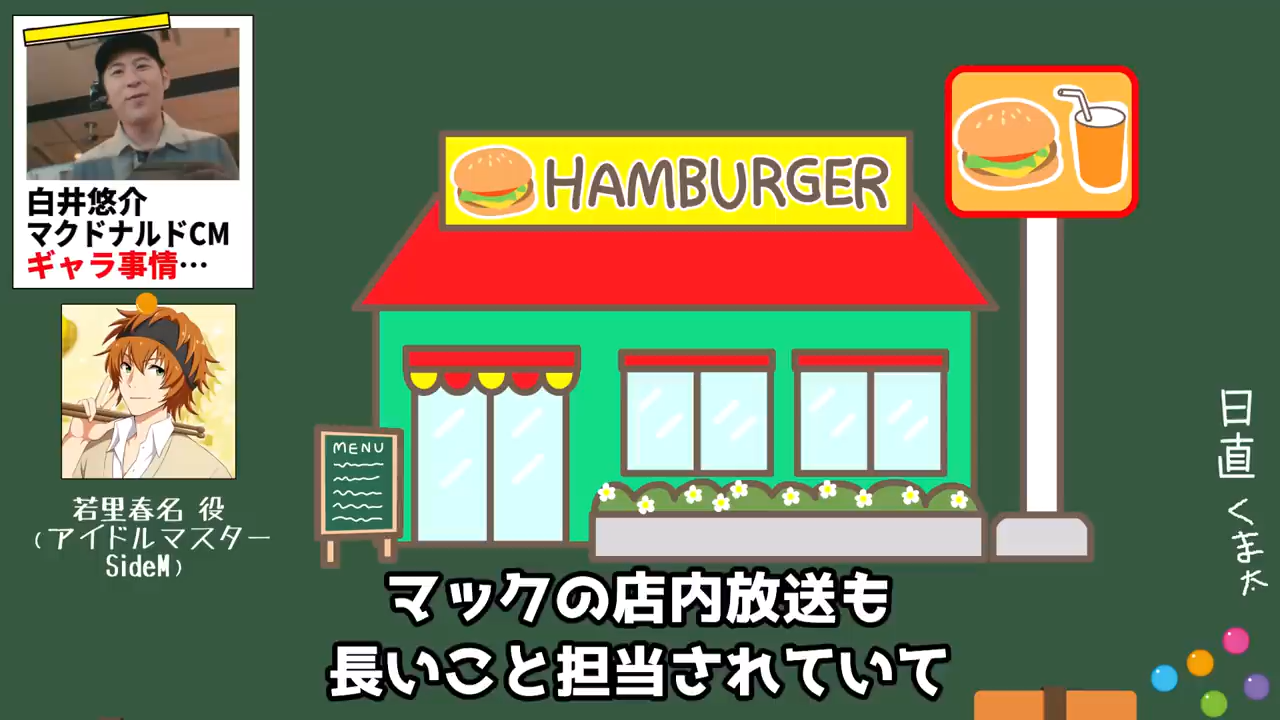 白井悠介
マクドナルドCM
ギャラ事情…
若里春名 役
（アイドルマスター
SideM）
HAMBURGER
MENU
マックの店内放送も
長いこと担当されていて
日直 くま太